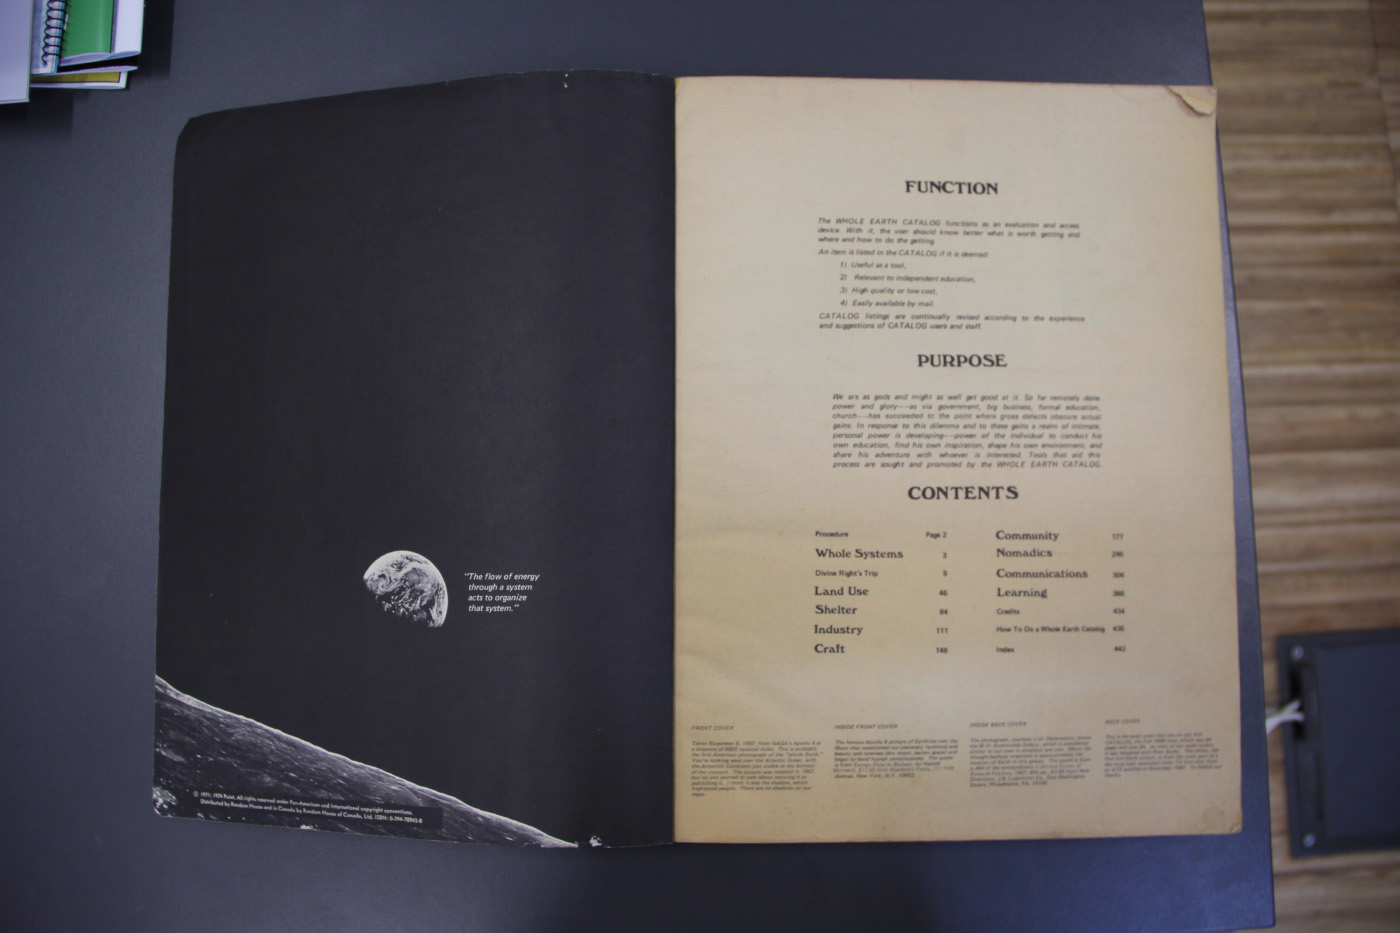 "The flow of energy
through a system
acts to organize
that system."
© 1971, 1974 Point. All rights reserved under Pan-American and International copyright conventions.
Distributed by Random House and in Canada by Random House of Canada, Ltd. ISBN: 0-394-70943-8
FUNCTION
The WHOLE EARTH CATALOG functions as an evaluation and access
device. With it, the user should know better what is worth getting and
where and how to do the getting.
An item is listed in the CATALOG if it is deemed:
1) Useful as a tool,
2) Relevant to independent education,
3) High quality or low cost,
4) Easily available by mail.
CATALOG listings are continually revised according to the experience
and suggestions of CATALOG users and staff.
PURPOSE
We are as gods and might as well get good at it. So far remotely done
power and glory—as via government, big business, formal education,
church—has succeeded to the point where gross defects obscure actual
gains. In response to this dilemma and to these gains a realm of intimate,
personal power is developing—power of the individual to conduct his
own education, find his own inspiration, shape his own environment, and
share his adventure with whoever is interested. Tools that aid this
process are sought and promoted by the WHOLE EARTH CATALOG.
CONTENTS
Procedure Page 2
Whole Systems 3
Divine Right's Trip 9
Land Use 46
Shelter 84
Industry 111
Craft 148
Community 177
Nomadics 245
Communications 306
Learning 368
Credits 434
How To Do a Whole Earth Catalog 435
Index 442
FRONT COVER
INSIDE FRONT COVER
INSIDE BACK COVER
BACK COVER